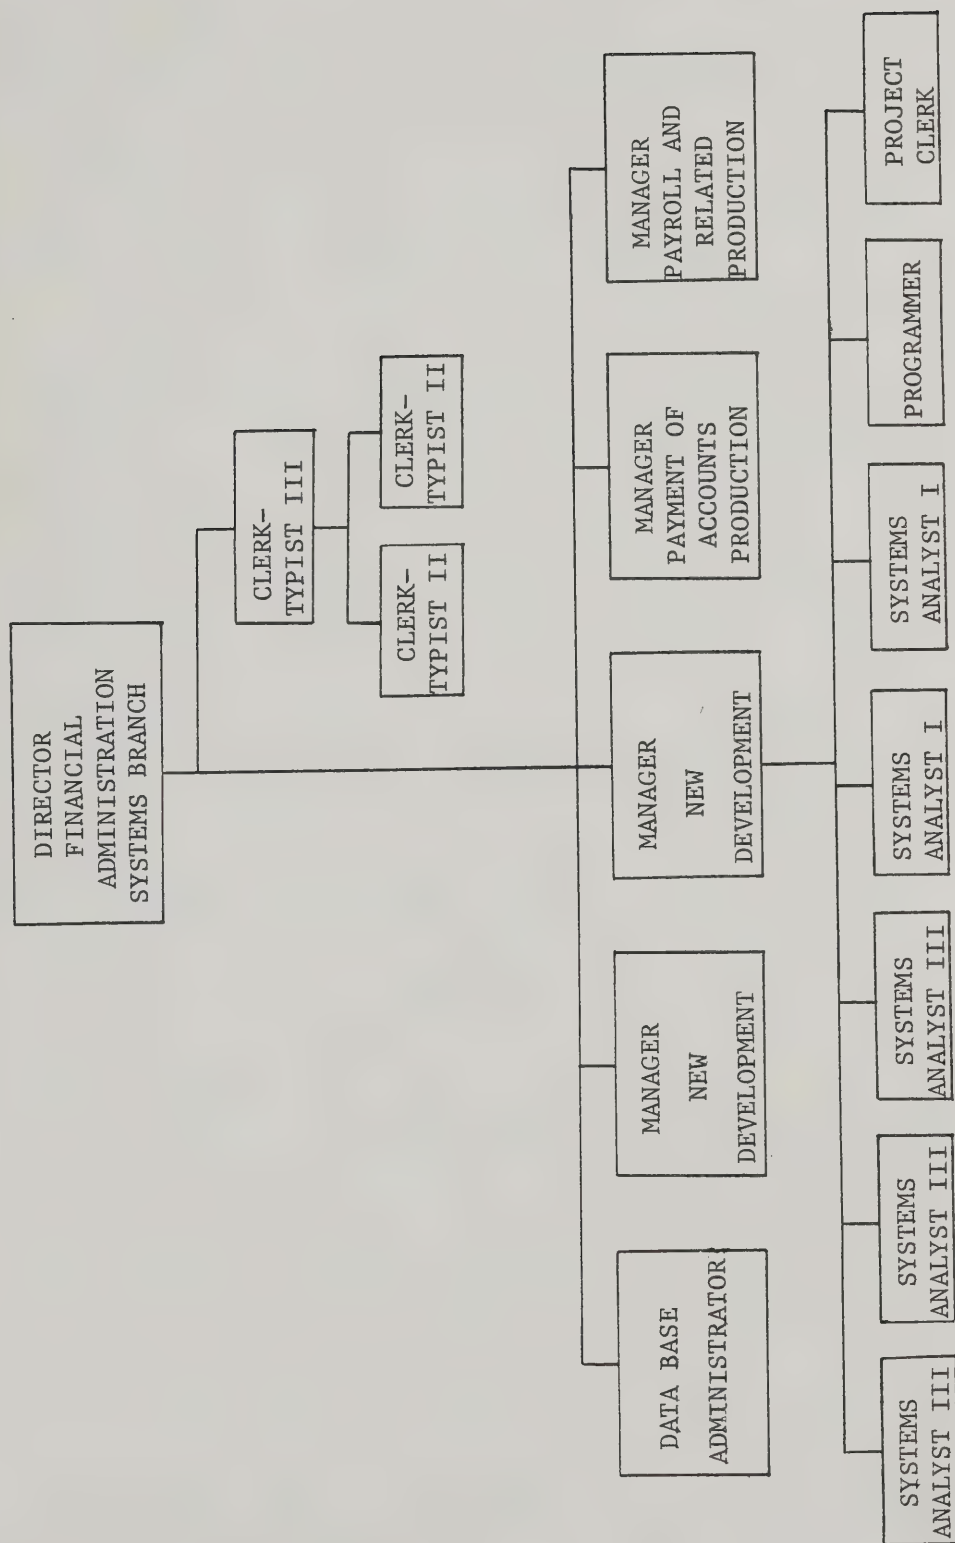 DIRECTOR
FINANCIAL
ADMINISTRATION
SYSTEMS BRANCH
CLERK-
TYPIST III
CLERK-
TYPIST II
CLERK-
TYPIST II
DATA BASE
ADMINISTRATOR
MANAGER
NEW
DEVELOPMENT
MANAGER
NEW
DEVELOPMENT
MANAGER
PAYMENT OF
ACCOUNTS
PRODUCTION
MANAGER
PAYROLL AND
RELATED
PRODUCTION
SYSTEMS
ANALYST III
SYSTEMS
ANALYST III
SYSTEMS
ANALYST III
SYSTEMS
ANALYST I
SYSTEMS
ANALYST I
PROGRAMMER
PROJECT
CLERK